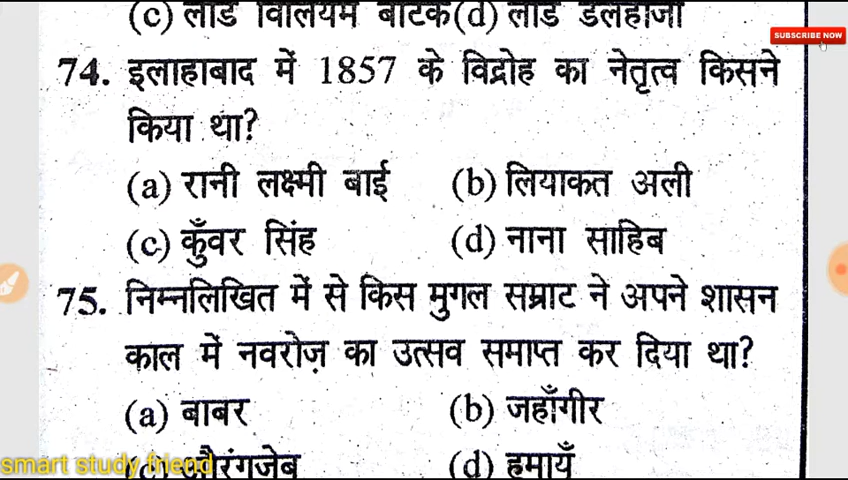 (c) लॉर्ड विलियम बैंटिक (d) लॉर्ड डलहौजी
SUBSCRIBE NOW
74. इलाहाबाद में 1857 के विद्रोह का नेतृत्व किसने
किया था?
(a) रानी लक्ष्मी बाई (b) लियाकत अली
(c) कुँवर सिंह (d) नाना साहिब
75. निम्नलिखित में से किस मुगल सम्राट ने अपने शासन
काल में नवरोज़ का उत्सव समाप्त कर दिया था?
(a) बाबर (b) जहाँगीर
(c) औरंगजेब (d) हुमायूँ
smart study friend